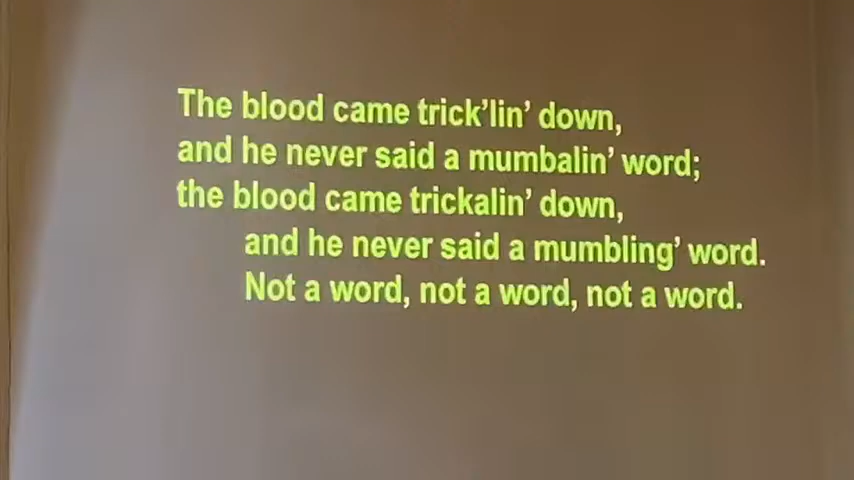 The blood came trick’lin’ down,
and he never said a mumbalin’ word;
the blood came trickalin’ down,
and he never said a mumbling’ word.
Not a word, not a word, not a word.